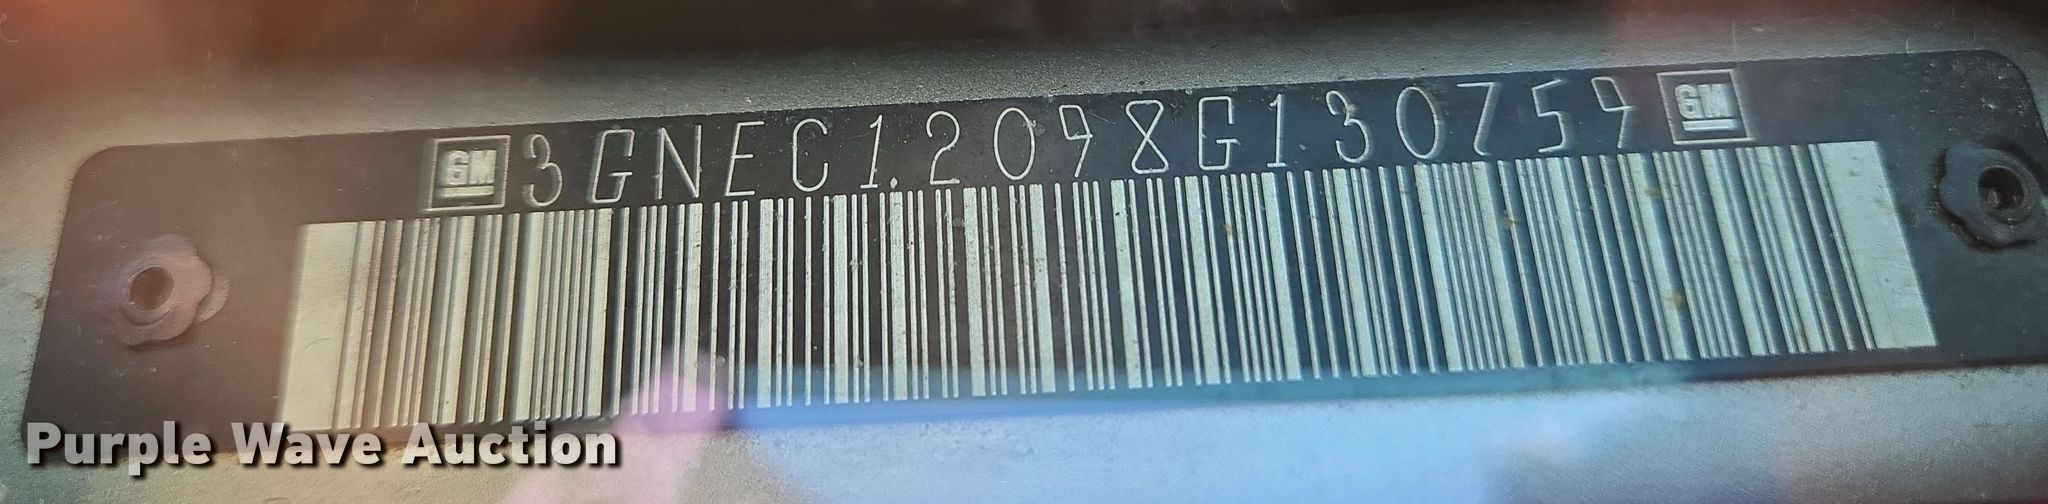 GM 3GNEC12098G130759 GM
Purple Wave Auction